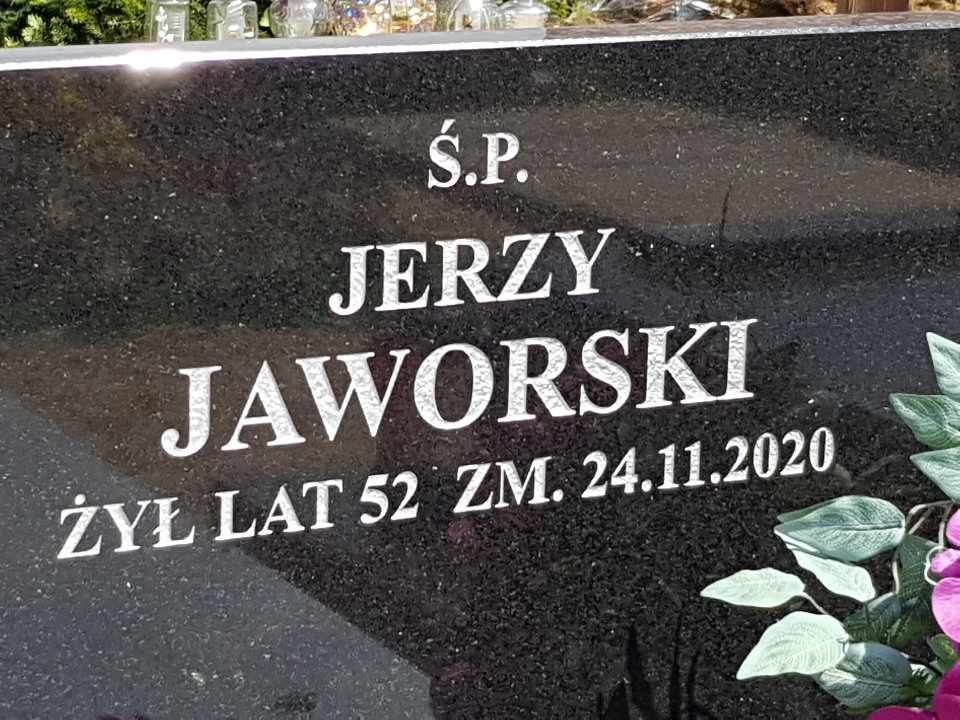 Ś.P.
JERZY
JAWORSKI
ŻYŁ LAT 52 ZM. 24.11.2020